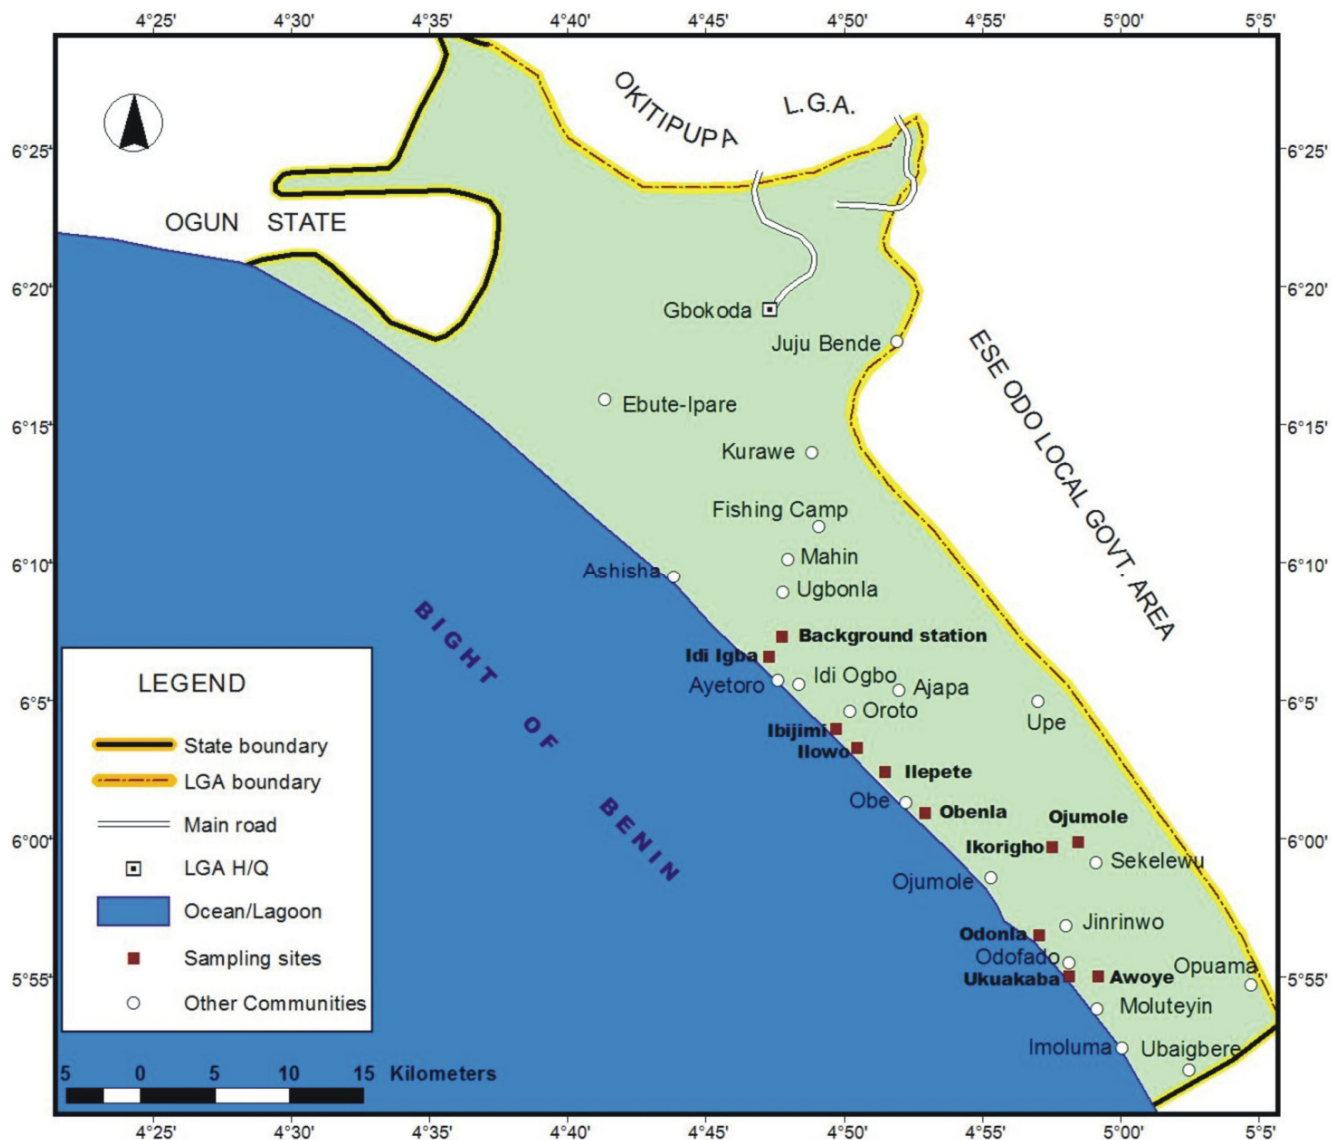 4°25' 4°30' 4°35' 4°40' 4°45' 4°50' 4°55' 5°00' 5°5'
OKITIPUPA L.G.A.
6°25' 6°25'
OGUN STATE
6°20' 6°20'
Gbokoda
Juju Bende
ESE ODO LOCAL GOVT. AREA
Ebute-Ipare
6°15' 6°15'
Kurawe
Fishing Camp
Mahin
6°10' 6°10'
Ashisha
Ugbonla
BIGHT OF BENIN
Background station
Idi Igba
Idi Ogbo
Ayetoro
Ajapa
6°5' 6°5'
Oroto
Upe
Ibijimi
Ilowo
Ilepete
Obe
Obenla
Ojumole
6°00' 6°00'
Ikorigho
Sekelewu
Ojumole
Jinrinwo
Odonla
Odofado
Opuama
5°55' 5°55'
Ukuakaba
Awoye
Moluteyin
Imoluma
Ubaigbere
LEGEND
State boundary
LGA boundary
Main road
LGA H/Q
Ocean/Lagoon
Sampling sites
Other Communities
5 0 5 10 15 Kilometers
4°25' 4°30' 4°35' 4°40' 4°45' 4°50' 4°55' 5°00' 5°5'